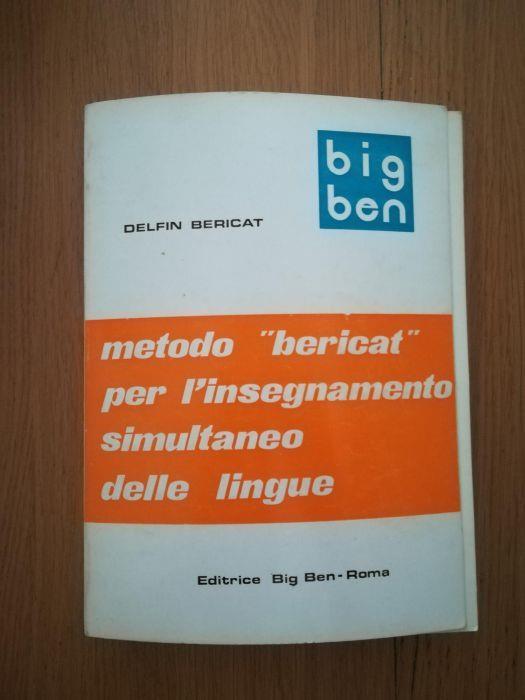 big
ben
DELFIN BERICAT
metodo "bericat"
per l'insegnamento
simultaneo
delle lingue
Editrice Big Ben-Roma